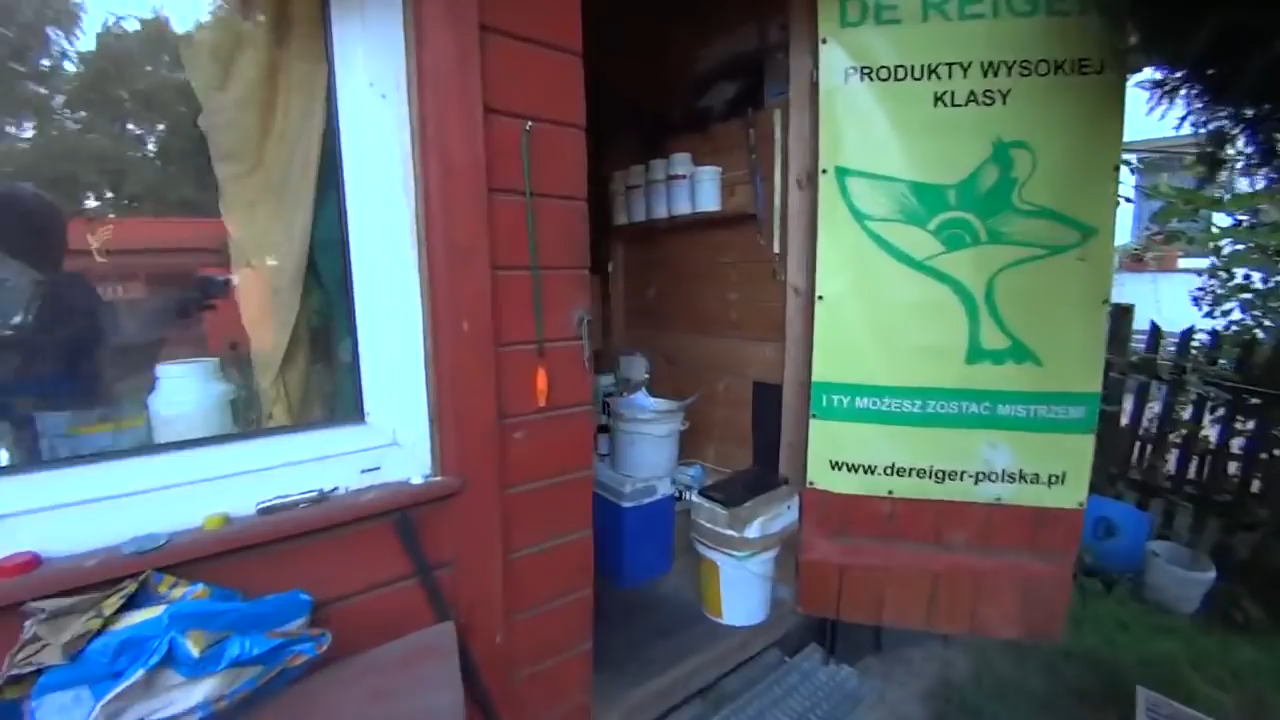 DE REIGER
PRODUKTY WYSOKIEJ
KLASY
I TY MOŻESZ ZOSTAĆ MISTRZEM!
www.dereiger-polska.pl